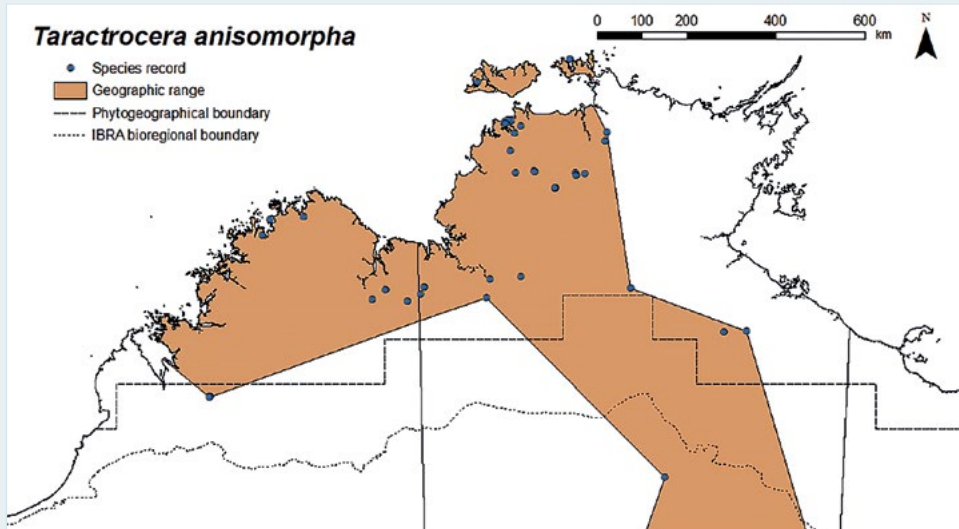 Taractrocera anisomorpha
Species record
Geographic range
Phytogeographical boundary
IBRA bioregional boundary
0 100 200 400 600
km
N